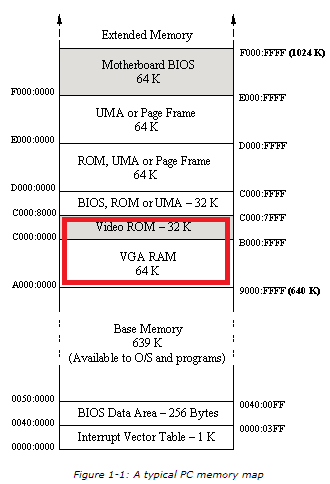 Extended Memory
F000:FFFF (1024 K)
Motherboard BIOS
64 K
F000:0000
E000:FFFF
UMA or Page Frame
64 K
E000:0000
D000:FFFF
ROM, UMA or Page Frame
64 K
D000:0000
C000:FFFF
BIOS, ROM or UMA – 32 K
C000:8000
C000:7FFF
Video ROM – 32 K
C000:0000
B000:FFFF
VGA RAM
64 K
A000:0000
9000:FFFF (640 K)
Base Memory
639 K
(Available to O/S and programs)
0050:0000
0040:00FF
BIOS Data Area – 256 Bytes
0040:0000
0000:03FF
Interrupt Vector Table – 1 K
0000:0000
Figure 1-1: A typical PC memory map